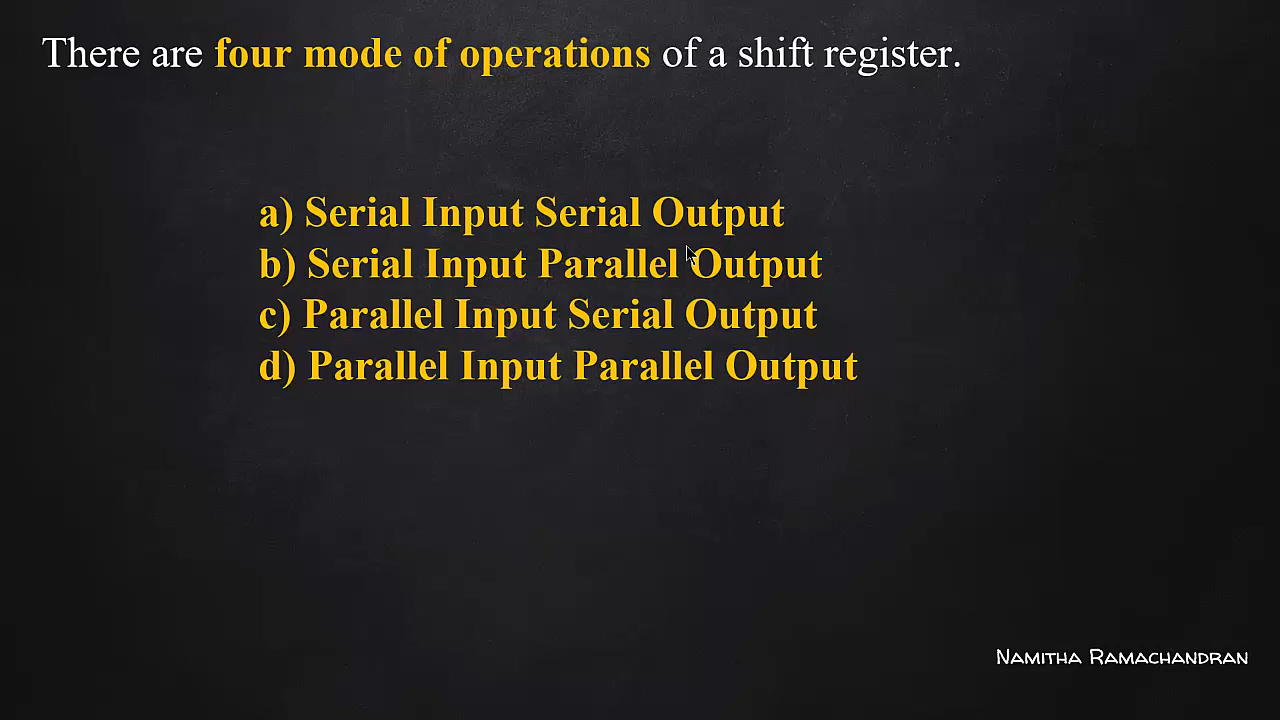 There are four mode of operations of a shift register.
a) Serial Input Serial Output
b) Serial Input Parallel Output
c) Parallel Input Serial Output
d) Parallel Input Parallel Output
Namitha Ramachandran